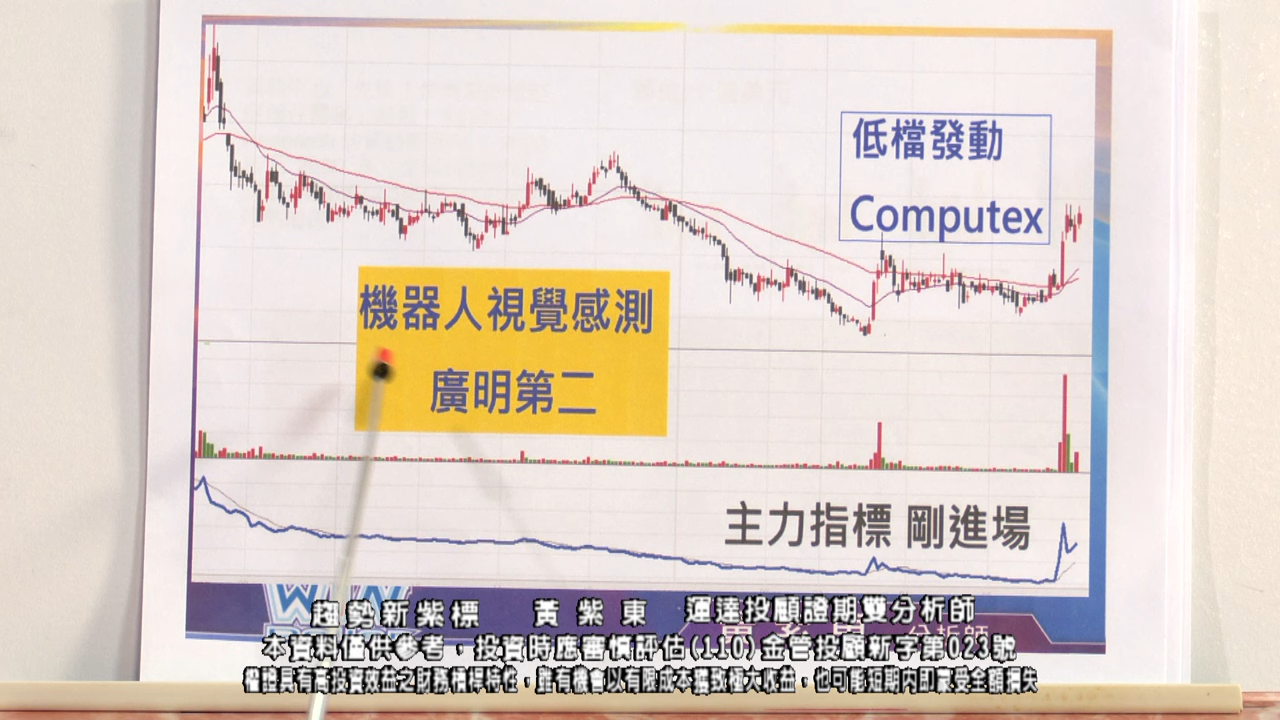 低檔發動
Computex
機器人視覺感測
廣明第二
主力指標 剛進場
趨勢新紫標 黃紫東 運達投顧證期雙分析師
本資料僅供參考，投資時應審慎評估(110)金管投顧新字第023號
權證具有高投資效益之財務槓桿特性，雖有機會以有限成本獲致極大收益，也可能短期內即蒙受全額損失